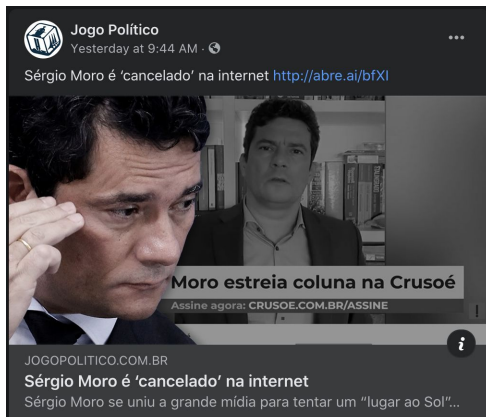 Jogo Político
Yesterday at 9:44 AM ·
Sérgio Moro é ‘cancelado’ na internet http://abre.ai/bfXl
Moro estreia coluna na Crusoé
Assine agora: CRUSOE.COM.BR/ASSINE
JOGOPOLITICO.COM.BR
Sérgio Moro é ‘cancelado’ na internet
Sérgio Moro se uniu a grande mídia para tentar um “lugar ao Sol”...